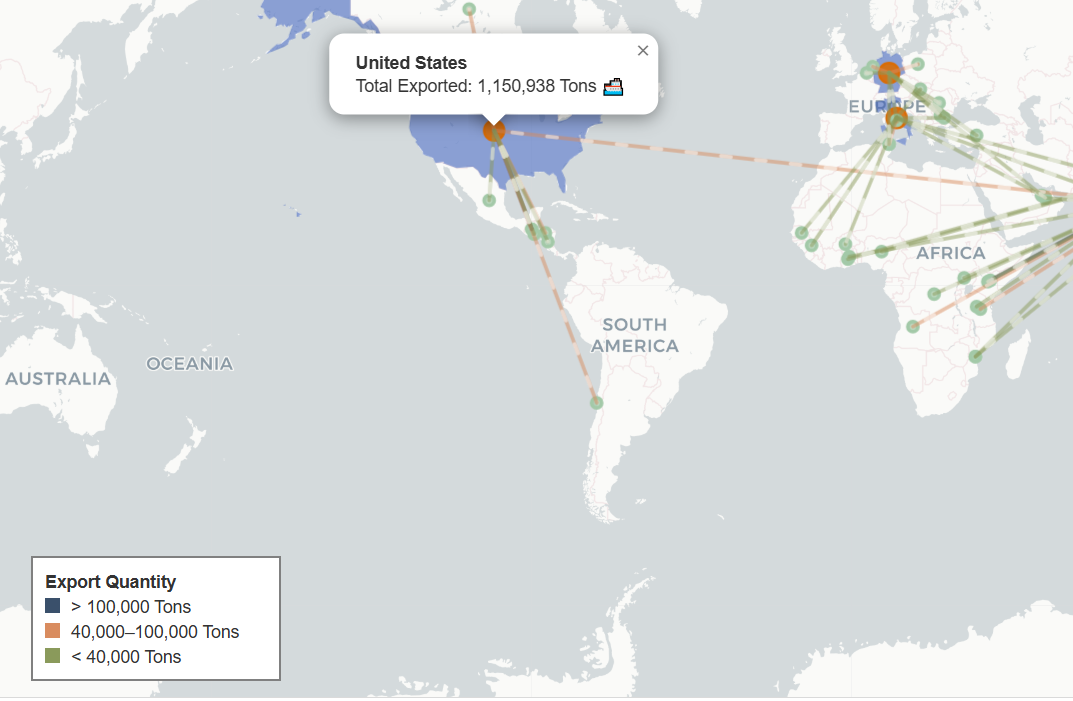 United States
Total Exported: 1,150,938 Tons
×
EUROPE
AFRICA
SOUTH
AMERICA
OCEANIA
AUSTRALIA
Export Quantity
> 100,000 Tons
40,000–100,000 Tons
< 40,000 Tons